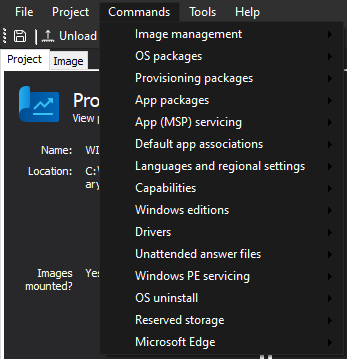 File Project Commands Tools Help
Unload
Project Image
Image management
OS packages
Provisioning packages
App packages
App (MSP) servicing
Default app associations
Languages and regional settings
Capabilities
Windows editions
Drivers
Unattended answer files
Windows PE servicing
OS uninstall
Reserved storage
Microsoft Edge
Pro
View p
Name: WI
Location: C:\
ary
Images
mounted? Yes